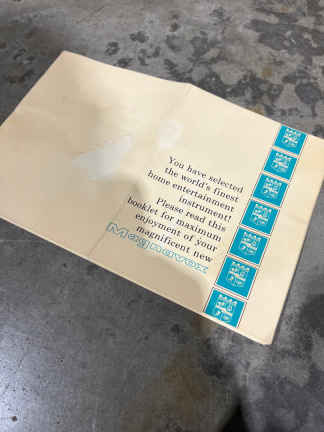 You have selected
the world's finest
home entertainment
instrument!
Please read this
booklet for maximum
enjoyment of your
magnificent new
Magnavox